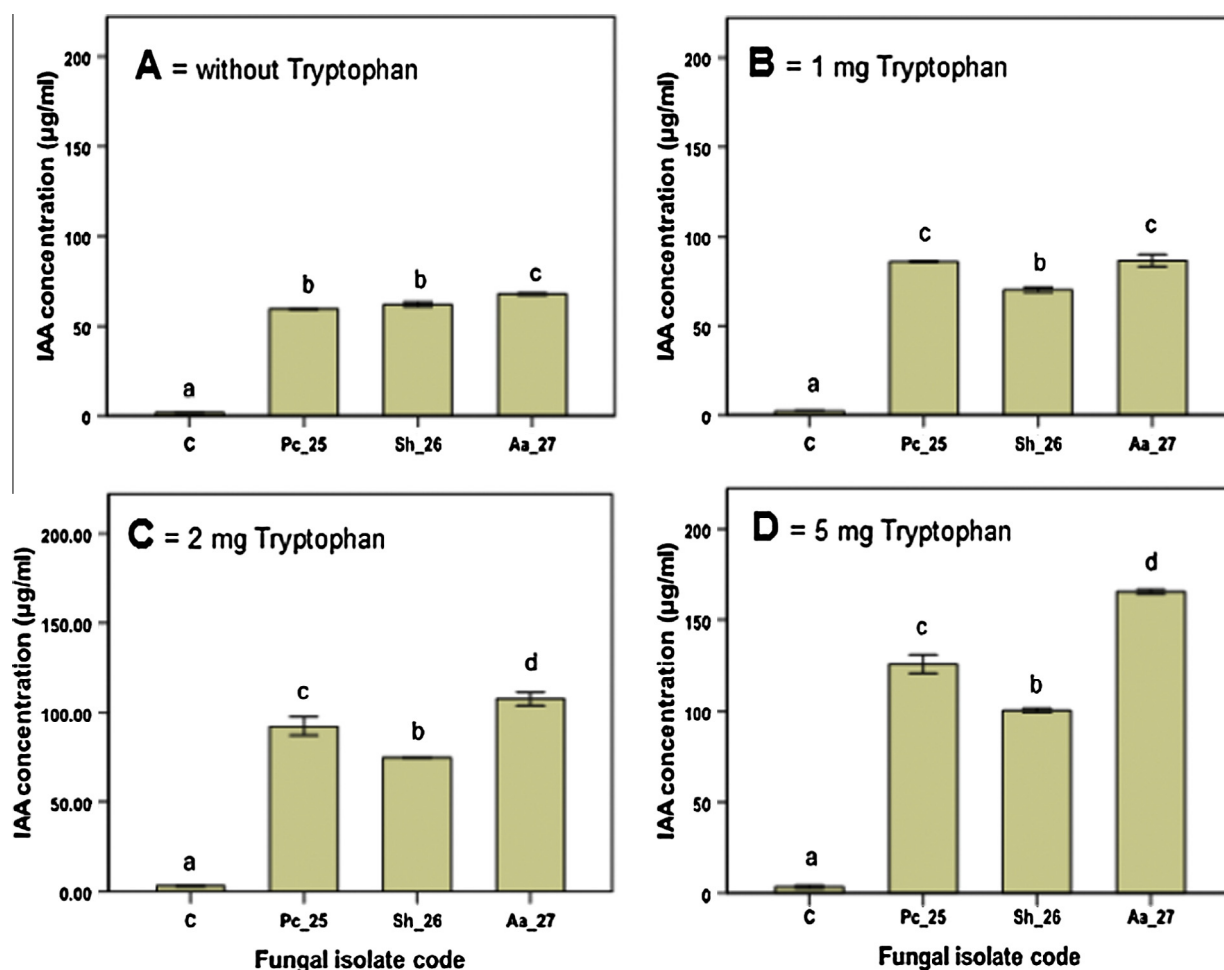 A = without Tryptophan
IAA concentration (µg/ml)
200
150
100
50
0
a
b
b
c
C
Pc_25
Sh_26
Aa_27
B = 1 mg Tryptophan
IAA concentration (µg/ml)
200
150
100
50
0
a
c
b
c
C
Pc_25
Sh_26
Aa_27
C = 2 mg Tryptophan
IAA concentration (µg/ml)
200.00
150.00
100.00
50.00
0.00
a
c
b
d
C
Pc_25
Sh_26
Aa_27
Fungal isolate code
D = 5 mg Tryptophan
IAA concentration (µg/ml)
200
150
100
50
0
a
c
b
d
C
Pc_25
Sh_26
Aa_27
Fungal isolate code